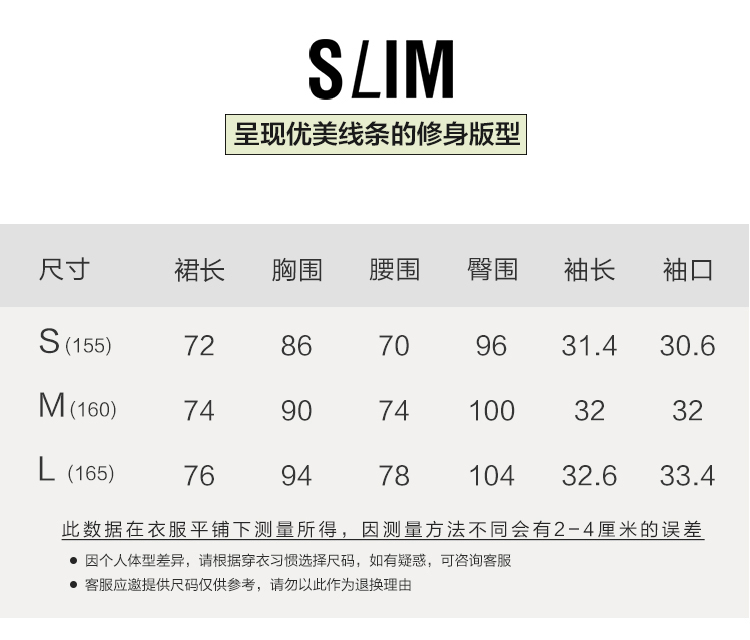 SLIM
呈现优美线条的修身版型
尺寸 裙长 胸围 腰围 臀围 袖长 袖口
S(155) 72 86 70 96 31.4 30.6
M(160) 74 90 74 100 32 32
L (165) 76 94 78 104 32.6 33.4
此数据在衣服平铺下测量所得，因测量方法不同会有2-4厘米的误差
● 因个人体型差异，请根据穿衣习惯选择尺码，如有疑惑，可咨询客服
● 客服应邀提供尺码仅供参考，请勿以此作为退换理由